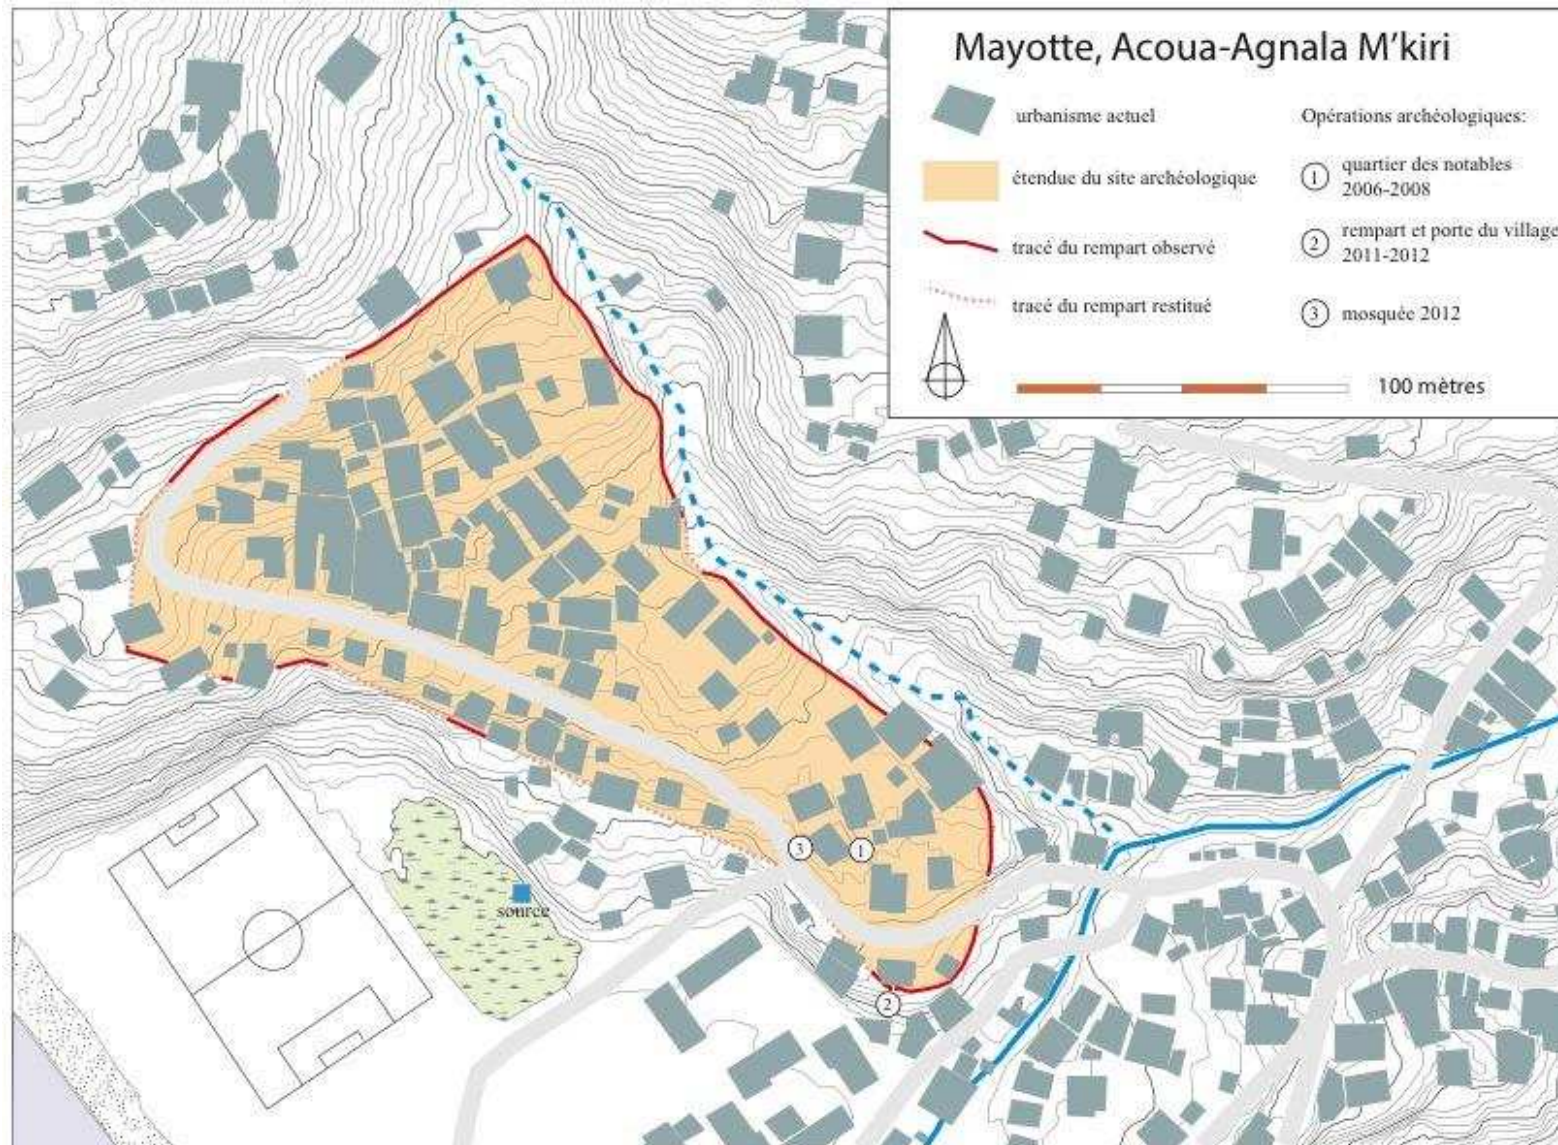 Mayotte, Acoua-Agnala M'kiri
urbanisme actuel
étendue du site archéologique
tracé du rempart observé
tracé du rempart restitué
Opérations archéologiques:
1 quartier des notables
2006-2008
2 rempart et porte du village
2011-2012
3 mosquée 2012
100 mètres
3
1
source
2